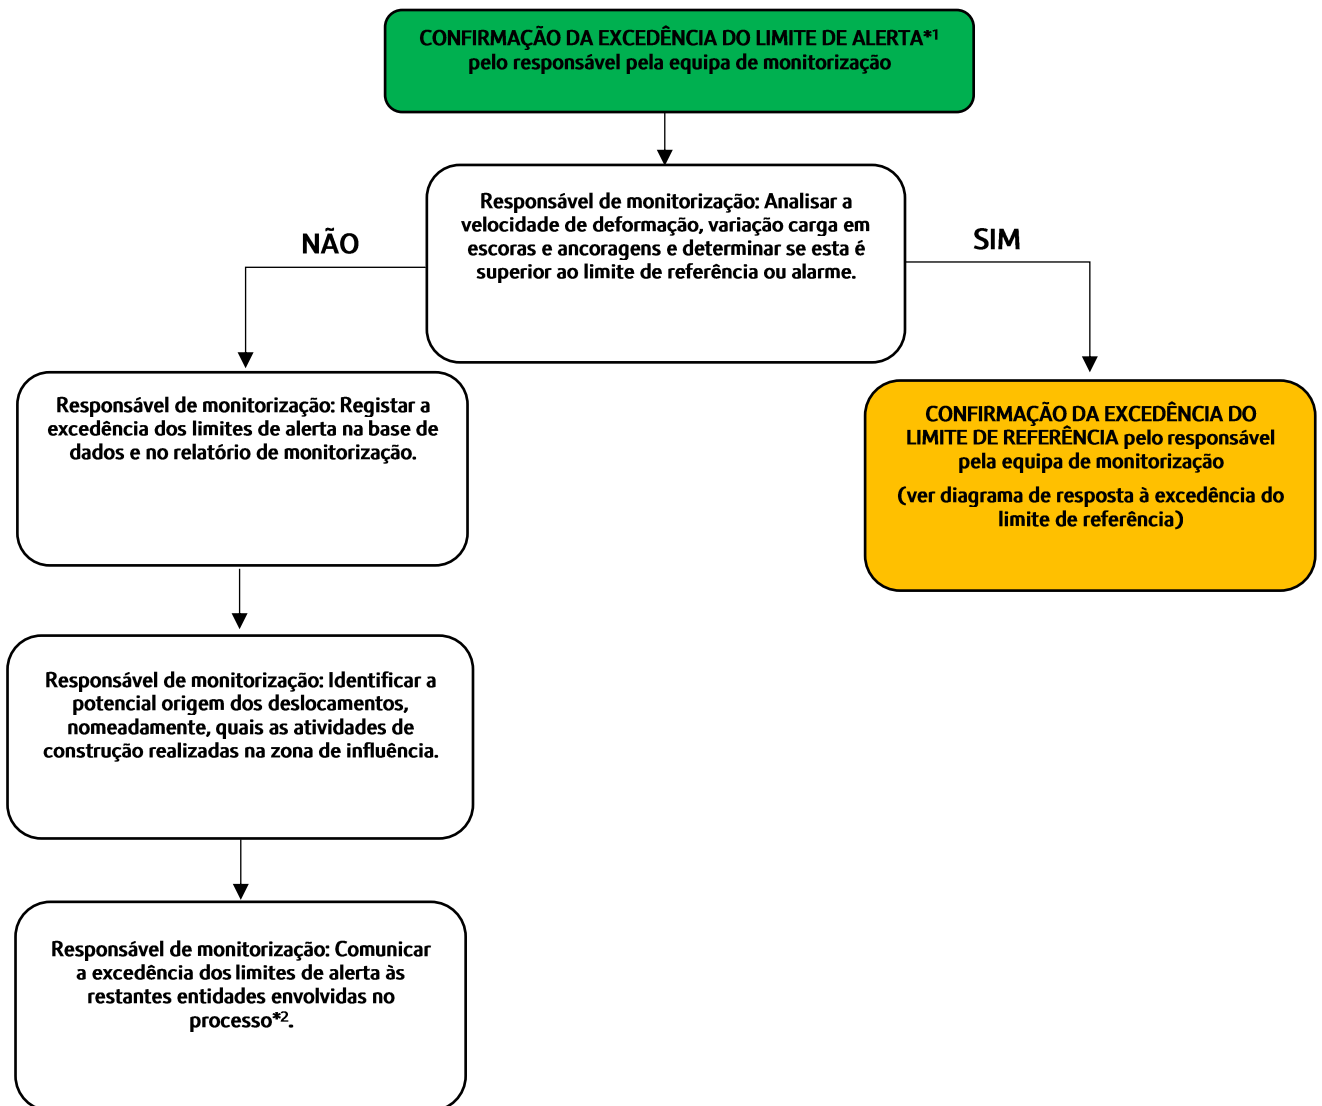 CONFIRMAÇÃO DA EXCEDÊNCIA DO LIMITE DE ALERTA*1
pelo responsável pela equipa de monitorização
Responsável de monitorização: Analisar a
velocidade de deformação, variação carga em
escoras e ancoragens e determinar se esta é
superior ao limite de referência ou alarme.
NÃO
SIM
Responsável de monitorização: Registar a
excedência dos limites de alerta na base de
dados e no relatório de monitorização.
CONFIRMAÇÃO DA EXCEDÊNCIA DO
LIMITE DE REFERÊNCIA pelo responsável
pela equipa de monitorização
(ver diagrama de resposta à excedência do
limite de referência)
Responsável de monitorização: Identificar a
potencial origem dos deslocamentos,
nomeadamente, quais as atividades de
construção realizadas na zona de influência.
Responsável de monitorização: Comunicar
a excedência dos limites de alerta às
restantes entidades envolvidas no
processo*2.